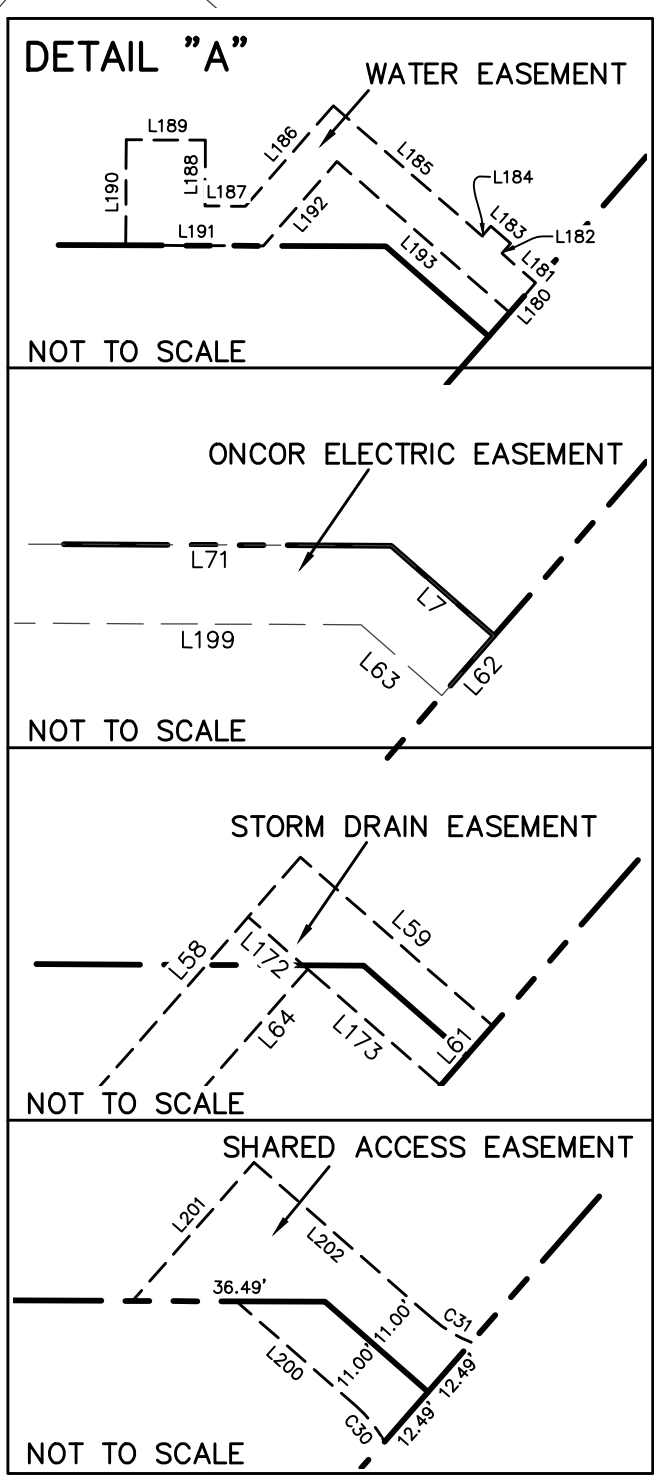 DETAIL "A"
WATER EASEMENT
L189
L186
L190
L188
L187
L185
L184
L183
L182
L181
L180
L191
L192
L193
NOT TO SCALE
ONCOR ELECTRIC EASEMENT
L71
L7
L199
L63
L62
NOT TO SCALE
STORM DRAIN EASEMENT
L58
L59
L172
L64
L173
L61
NOT TO SCALE
SHARED ACCESS EASEMENT
L201
L202
36.49'
11.00'
C31
L200
11.00'
12.49'
C30
12.49'
NOT TO SCALE